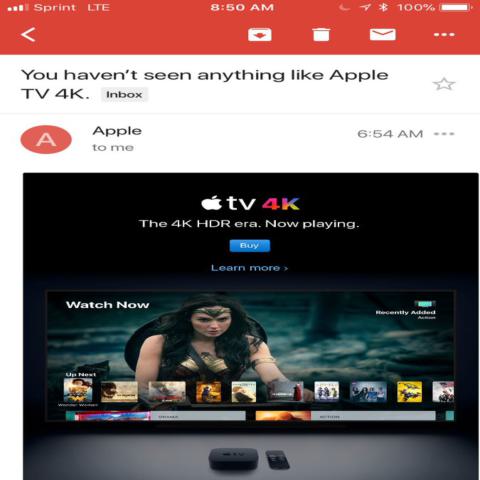 Sprint LTE 8:50 AM 100%
You haven't seen anything like Apple
TV 4K. Inbox
A
Apple
6:54 AM
to me
tv 4K
The 4K HDR era. Now playing.
Buy
Learn more ›
Watch Now
Recently Added
Action
Up Next
Wonder Woman
DRAMA
ACTION
tv